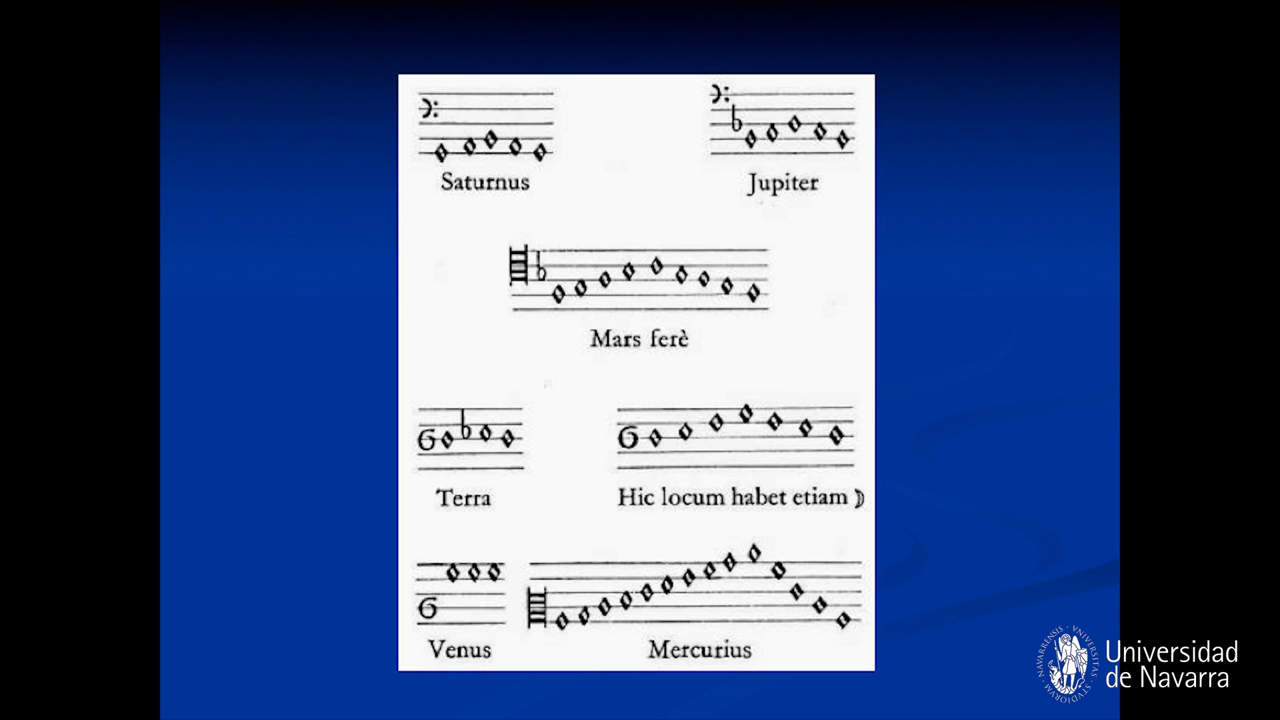 Saturnus
Jupiter
Mars ferè
Terra
Hic locum habet etiam ☽
Venus
Mercurius
Universidad
de Navarra